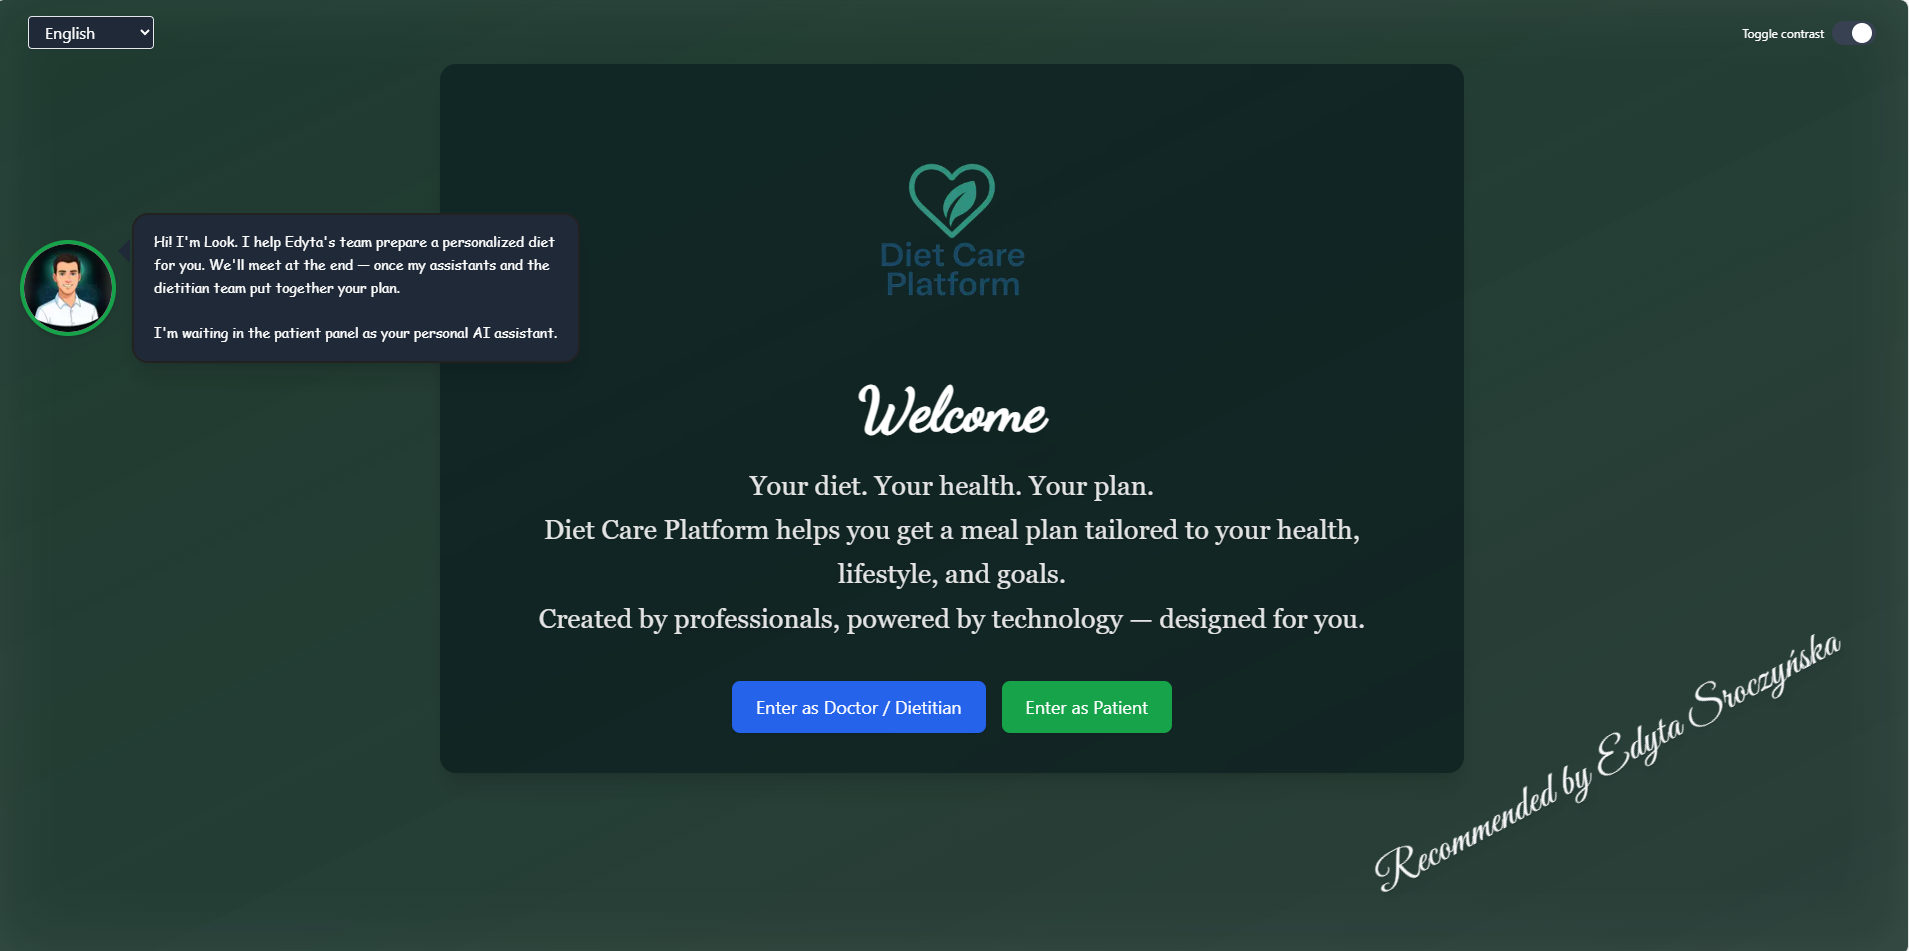 English
Toggle contrast
Diet Care
Platform
Hi! I'm Look. I help Edyta's team prepare a personalized diet
for you. We'll meet at the end — once my assistants and the
dietitian team put together your plan.
I'm waiting in the patient panel as your personal AI assistant.
Welcome
Your diet. Your health. Your plan.
Diet Care Platform helps you get a meal plan tailored to your health,
lifestyle, and goals.
Created by professionals, powered by technology — designed for you.
Enter as Doctor / Dietitian
Enter as Patient
Recommended by Edyta Sroczyńska